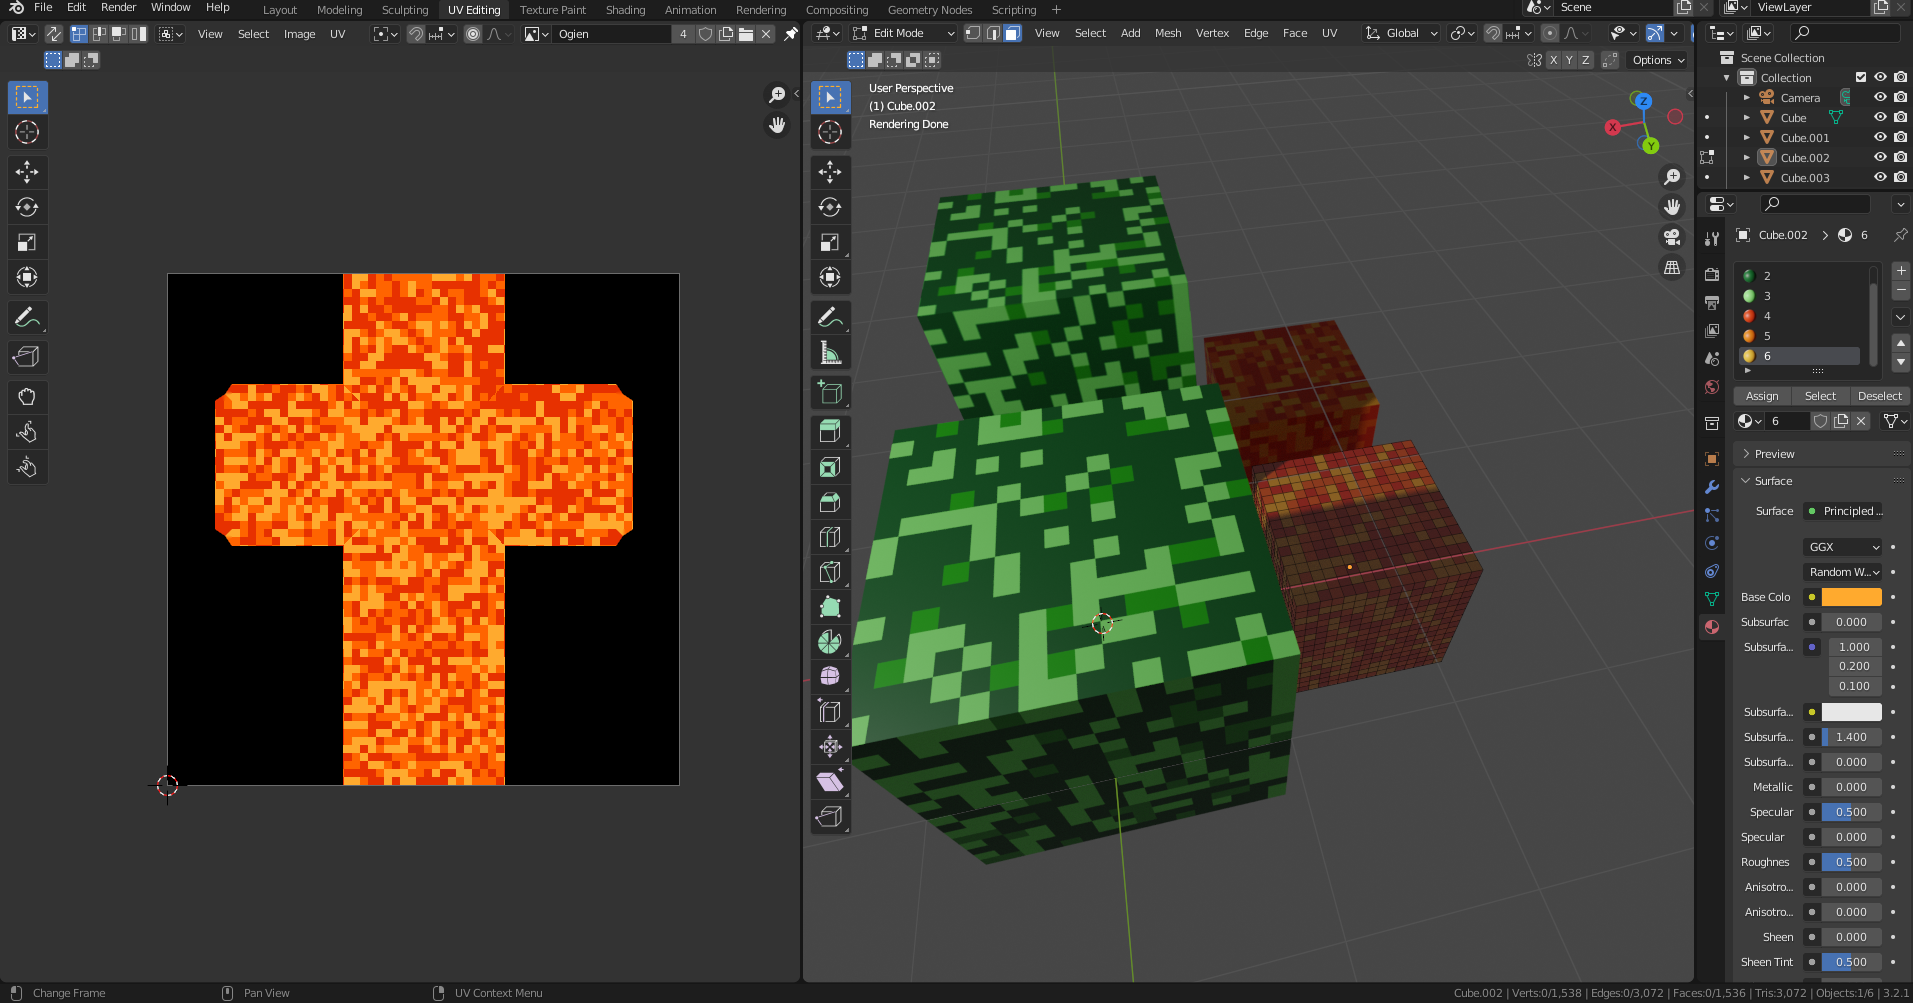 File Edit Render Window Help Layout Modeling Sculpting UV Editing Texture Paint Shading Animation Rendering Compositing Geometry Nodes Scripting + Scene ViewLayer
View Select Image UV Ogien 4 Edit Mode View Select Add Mesh Vertex Edge Face UV Global
X Y Z Options
User Perspective
(1) Cube.002
Rendering Done
Z
X
Y
Scene Collection
Collection
Camera
Cube
Cube.001
Cube.002
Cube.003
Cube.002 > 6
2
3
4
5
6
Assign Select Deselect
6
Preview
Surface
Surface Principled ...
GGX
Random W...
Base Colo
Subsurfac 0.000
Subsurfa... 1.000
0.200
0.100
Subsurfa...
Subsurfa... 1.400
Subsurfa... 0.000
Metallic 0.000
Specular 0.500
Specular 0.000
Roughnes 0.500
Anisotro... 0.000
Anisotro... 0.000
Sheen 0.000
Sheen Tint 0.500
Change Frame Pan View UV Context Menu Cube.002 | Verts:0/1,538 | Edges:0/3,072 | Faces:0/1,536 | Tris:3,072 | Objects:1/6 | 3.2.1